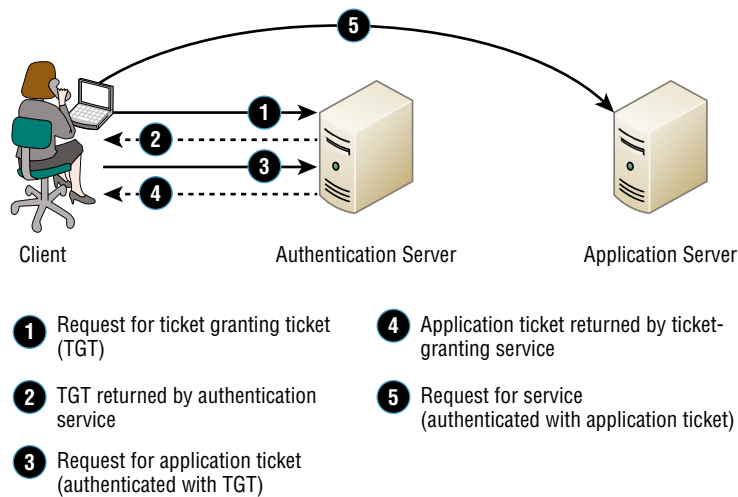 5
1
2
3
4
Client
Authentication Server
Application Server
1 Request for ticket granting ticket
(TGT)
2 TGT returned by authentication
service
3 Request for application ticket
(authenticated with TGT)
4 Application ticket returned by ticket-
granting service
5 Request for service
(authenticated with application ticket)